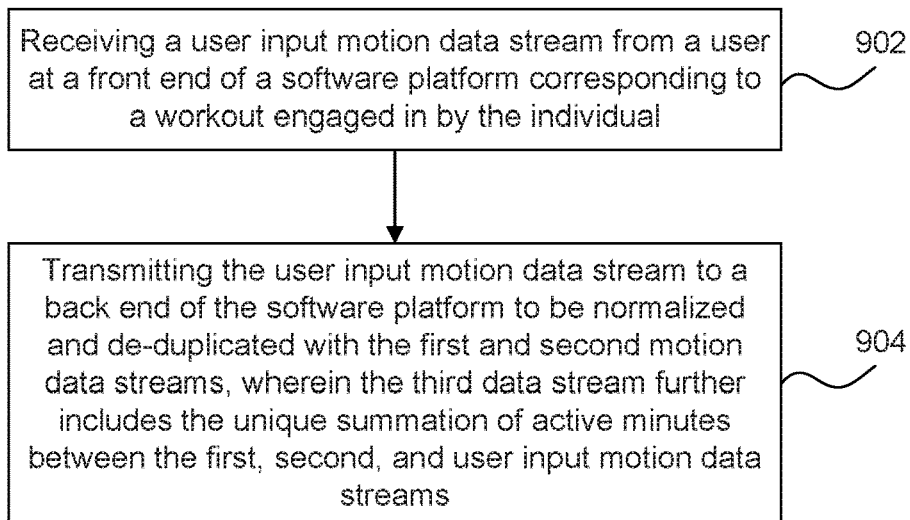 Receiving a user input motion data stream from a user
at a front end of a software platform corresponding to
a workout engaged in by the individual
902
Transmitting the user input motion data stream to a
back end of the software platform to be normalized
and de-duplicated with the first and second motion
data streams, wherein the third data stream further
includes the unique summation of active minutes
between the first, second, and user input motion data
streams
904